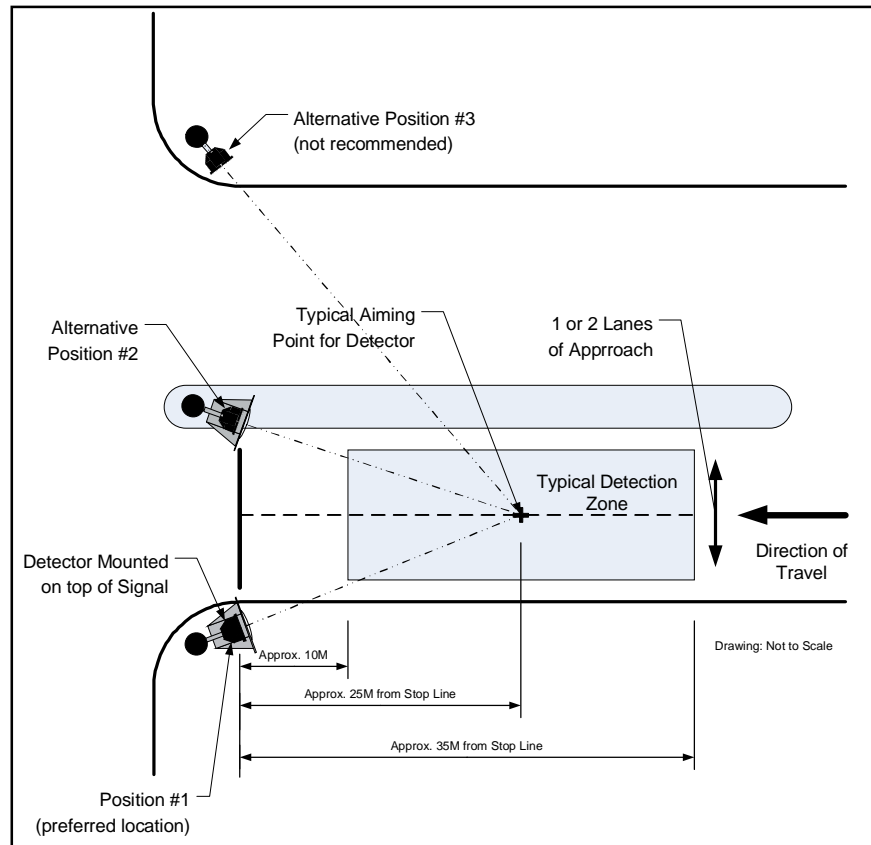 Alternative Position #3
(not recommended)
Typical Aiming
Point for Detector
1 or 2 Lanes
of Apprroach
Alternative
Position #2
Typical Detection
Zone
Direction of
Travel
Detector Mounted
on top of Signal
Drawing: Not to Scale
Approx. 10M
Approx. 25M from Stop Line
Approx. 35M from Stop Line
Position #1
(preferred location)